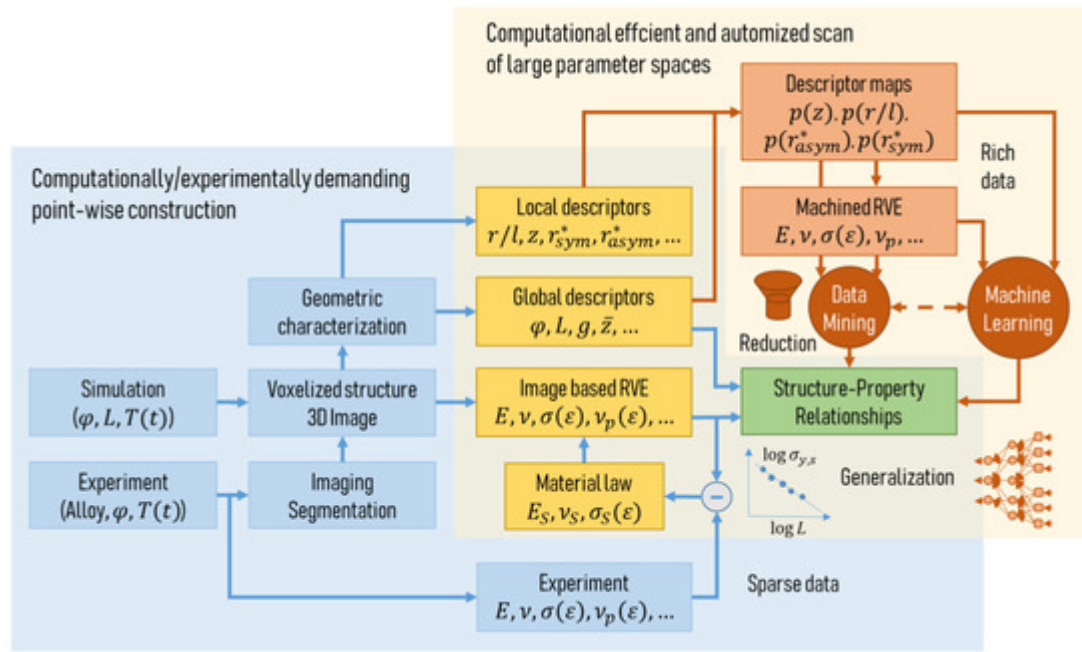 Computational effcient and automized scan
of large parameter spaces
Descriptor maps
p(z).p(r/l).
p(r*asym).p(r*sym)
Rich
data
Computationally/experimentally demanding
point-wise construction
Local descriptors
r/l, z, r*sym, r*asym, ...
Machined RVE
E, ν, σ(ε), νp, ...
Geometric
characterization
Global descriptors
φ, L, g, z̄, ...
Data
Mining
Machine
Learning
Reduction
Simulation
(φ, L, T(t))
Voxelized structure
3D Image
Image based RVE
E, ν, σ(ε), νp(ε), ...
Structure-Property
Relationships
Experiment
(Alloy, φ, T(t))
Imaging
Segmentation
Material law
ES, νS, σS(ε)
−
log σy,s
log L
Generalization
Experiment
E, ν, σ(ε), νp(ε), ...
Sparse data